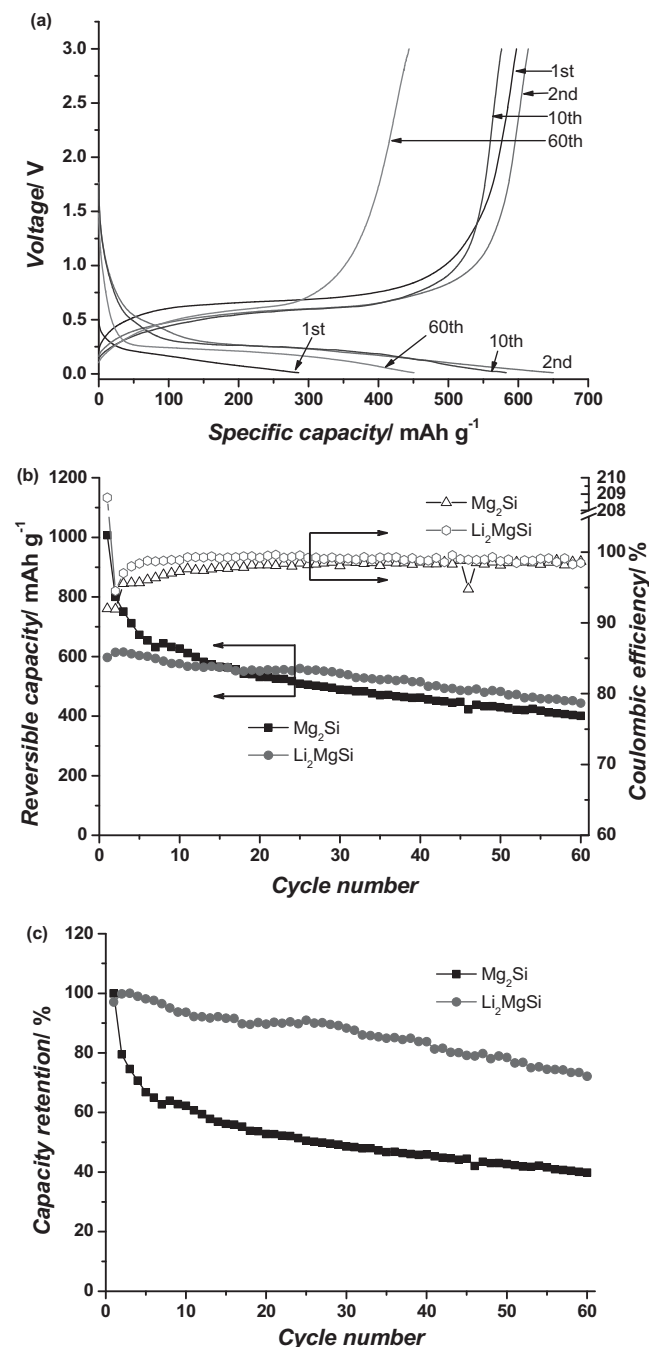 (a)
3.0
2.5
2.0
1.5
1.0
0.5
0.0
Voltage/ V
1st
2nd
10th
60th
1st
60th
10th
2nd
0 100 200 300 400 500 600 700
Specific capacity/ mAh g⁻¹
(b)
1200
1000
800
600
400
200
0
Reversible capacity/ mAh g⁻¹
210
209
208
100
90
80
70
60
Coulombic efficiency/ %
Mg₂Si
Li₂MgSi
Mg₂Si
Li₂MgSi
0 10 20 30 40 50 60
Cycle number
(c)
120
100
80
60
40
20
0
Capacity retention/ %
Mg₂Si
Li₂MgSi
0 10 20 30 40 50 60
Cycle number